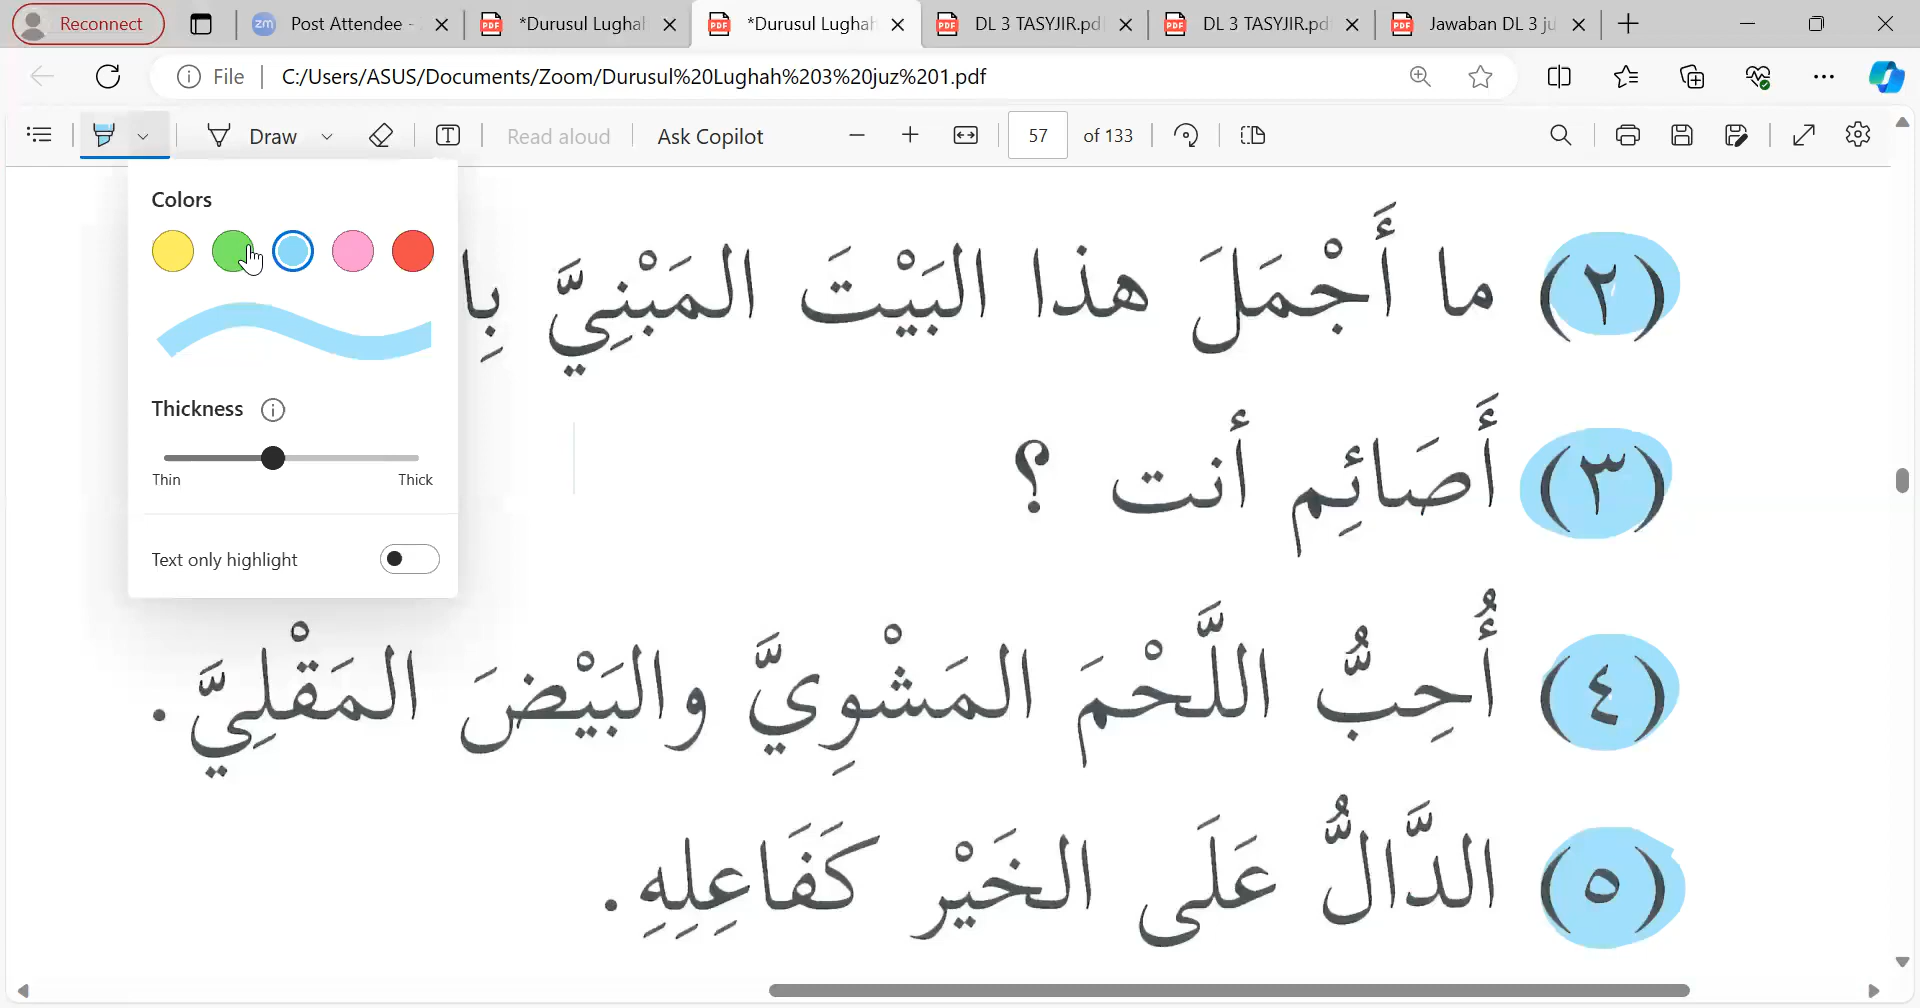 Reconnect
Post Attendee -
*Durusul Lughah
*Durusul Lughah
DL 3 TASYJIR.pd
DL 3 TASYJIR.pd
Jawaban DL 3 ju
File
C:/Users/ASUS/Documents/Zoom/Durusul%20Lughah%203%20juz%201.pdf
Draw
Read aloud
Ask Copilot
57
of 133
Colors
Thickness
Thin
Thick
Text only highlight
(٢) ما أَجْمَلَ هذا البَيْتَ المَبْنِيَّ بِا
(٣) أَصَائِم أنت ؟
(٤) أُحِبُّ اللَّحْمَ المَشْوِيَّ والبَيْضَ المَقْلِيَّ .
(٥) الدَّالُّ عَلَى الخَيْرِ كَفَاعِلِهِ .